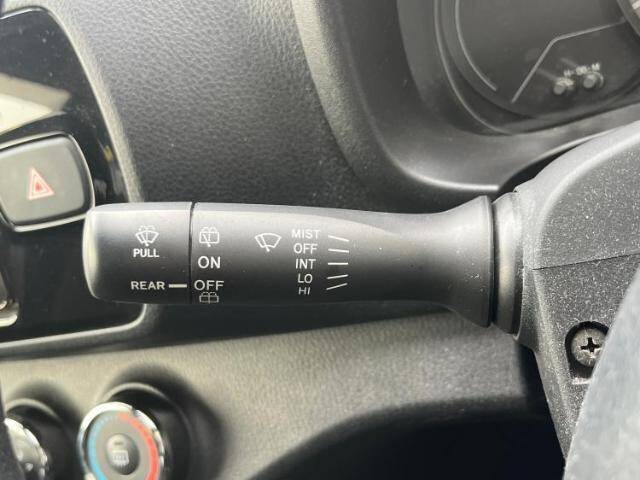 PULL
REAR
ON
OFF
MIST
OFF
INT
LO
HI